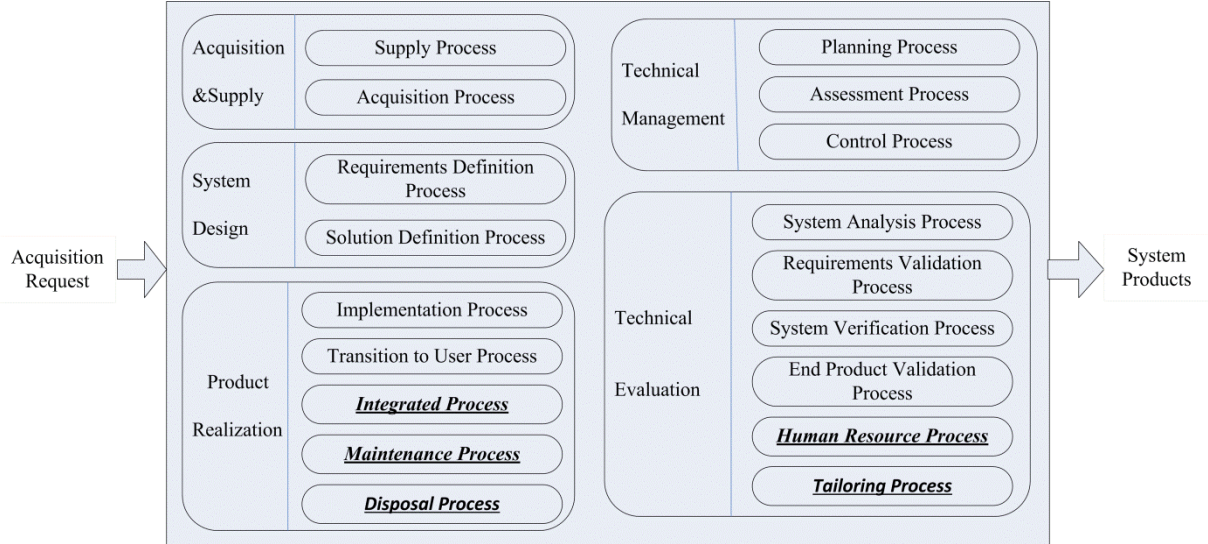 Acquisition
Request
Acquisition
&Supply
Supply Process
Acquisition Process
System
Design
Requirements Definition
Process
Solution Definition Process
Product
Realization
Implementation Process
Transition to User Process
Integrated Process
Maintenance Process
Disposal Process
Technical
Management
Planning Process
Assessment Process
Control Process
Technical
Evaluation
System Analysis Process
Requirements Validation
Process
System Verification Process
End Product Validation
Process
Human Resource Process
Tailoring Process
System
Products